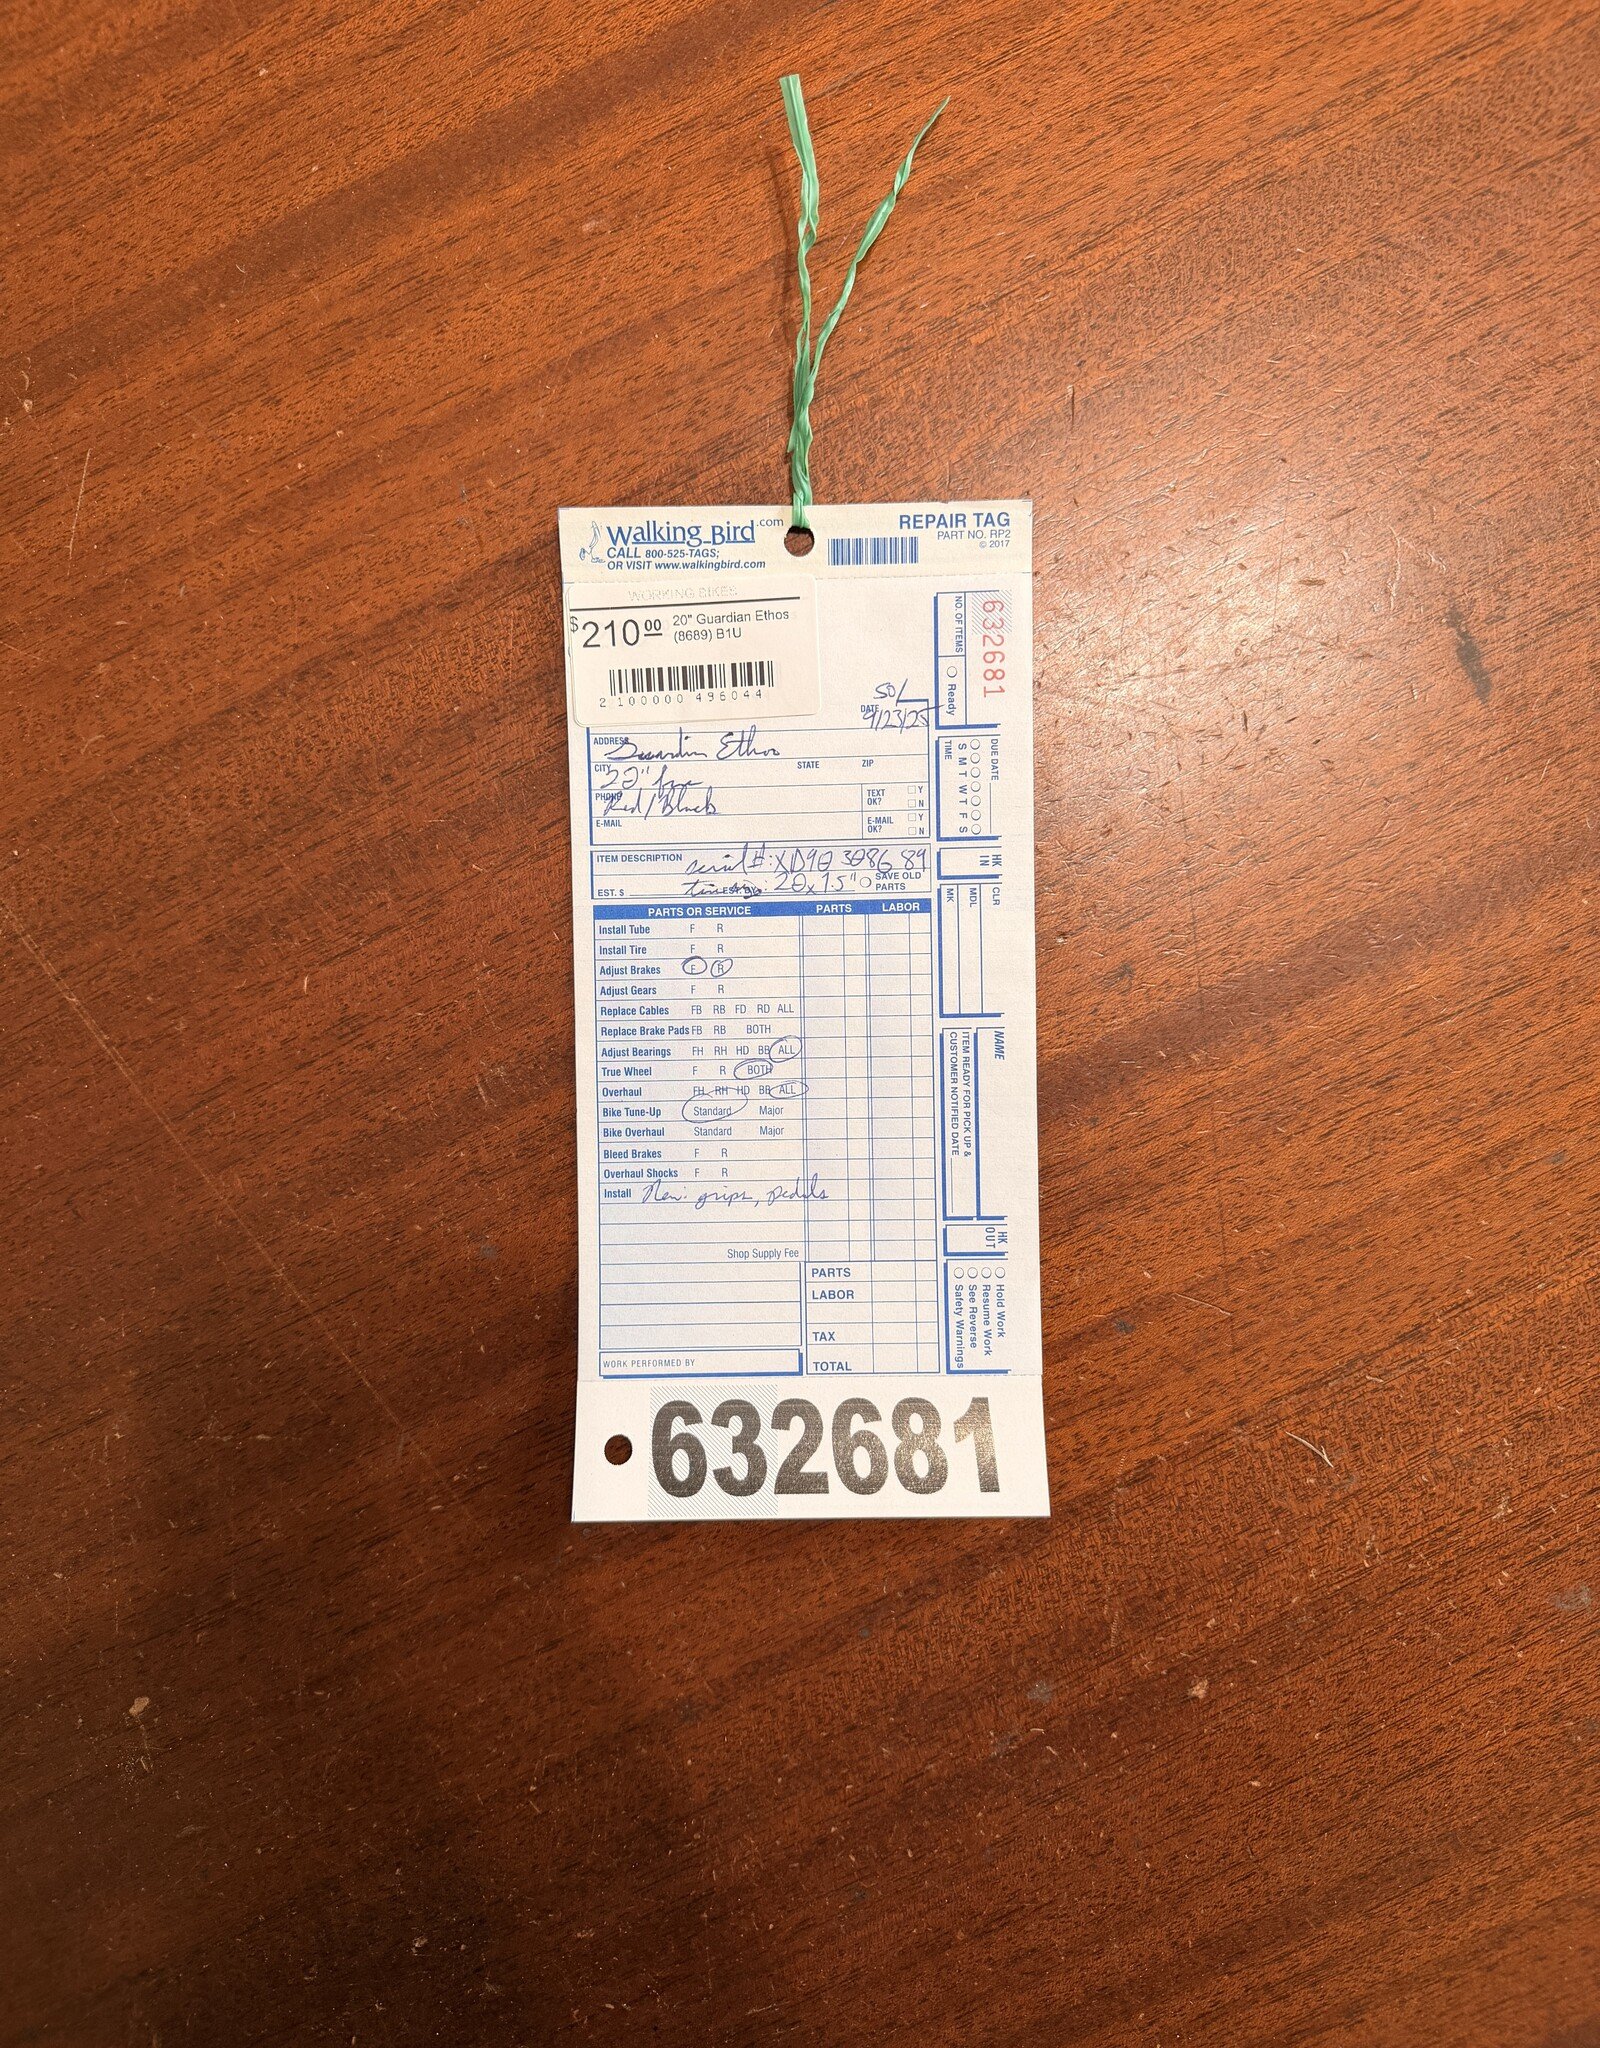 Walking-Bird.com
CALL 800-525-TAGS;
OR VISIT www.walkingbird.com
REPAIR TAG
PART NO. RP2
© 2017
WORKING BIKES
$210.00 20" Guardian Ethos
(8689) B1U
2 100000 496044
DATE
9/23/25
ADDRESS Guardian Ethos
CITY STATE ZIP
PHONE Red/Black
TEXT OK? Y N
E-MAIL
E-MAIL OK? Y N
ITEM DESCRIPTION serial #: XD90308689
EST. $ EST. BY: 20x1.5" SAVE OLD PARTS
PARTS OR SERVICE PARTS LABOR
Install Tube F R
Install Tire F R
Adjust Brakes F R
Adjust Gears F R
Replace Cables FB RB FD RD ALL
Replace Brake Pads FB RB BOTH
Adjust Bearings FH RH HD BB ALL
True Wheel F R BOTH
Overhaul FH RH HD BB ALL
Bike Tune-Up Standard Major
Bike Overhaul Standard Major
Bleed Brakes F R
Overhaul Shocks F R
Install New: grips, pedals
Shop Supply Fee
PARTS
LABOR
TAX
TOTAL
WORK PERFORMED BY
632681
632681
NO. OF ITEMS
Ready
DUE DATE
S M T W T F S
TIME
HK IN
CLR
MDL
MK
NAME
ITEM READY FOR PICK UP &
CUSTOMER NOTIFIED DATE
HK OUT
Hold Work
Resume Work
See Reverse
Safety Warnings